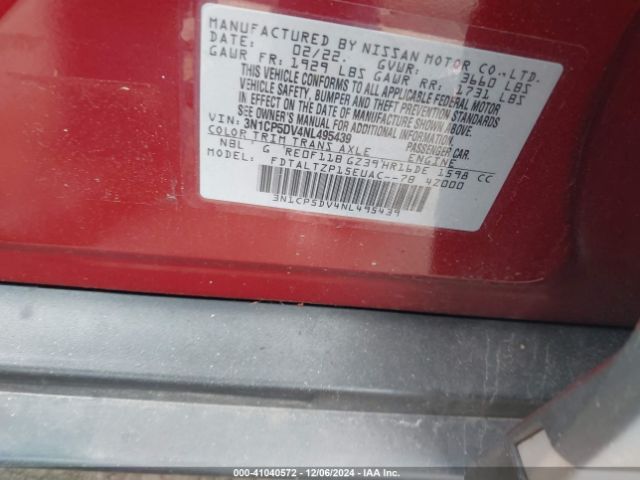 MANUFACTURED BY NISSAN MOTOR CO., LTD.
DATE: 02/22. GVWR: 3660 LBS
GAWR FR: 1929 LBS GAWR RR: 1731 LBS
THIS VEHICLE CONFORMS TO ALL APPLICABLE FEDERAL MOTOR
VEHICLE SAFETY, BUMPER AND THEFT PREVENTION STANDARDS
IN EFFECT ON THE DATE OF MANUFACTURE SHOWN ABOVE.
SEE OWNER'S MANUAL FOR ADDITIONAL INFORMATION
VIN: 3N1CP5DV4NL495439 PASSENGER CAR.
COLOR TRIM TRANS AXLE ENGINE
NBL G RE0F11B GZ39 HR16DE 1598 CC
MODEL: FDTALTZP15EUAC--78 42000
3N1CP5DV4NL495439
000-41040572 - 12/06/2024 - IAA Inc.